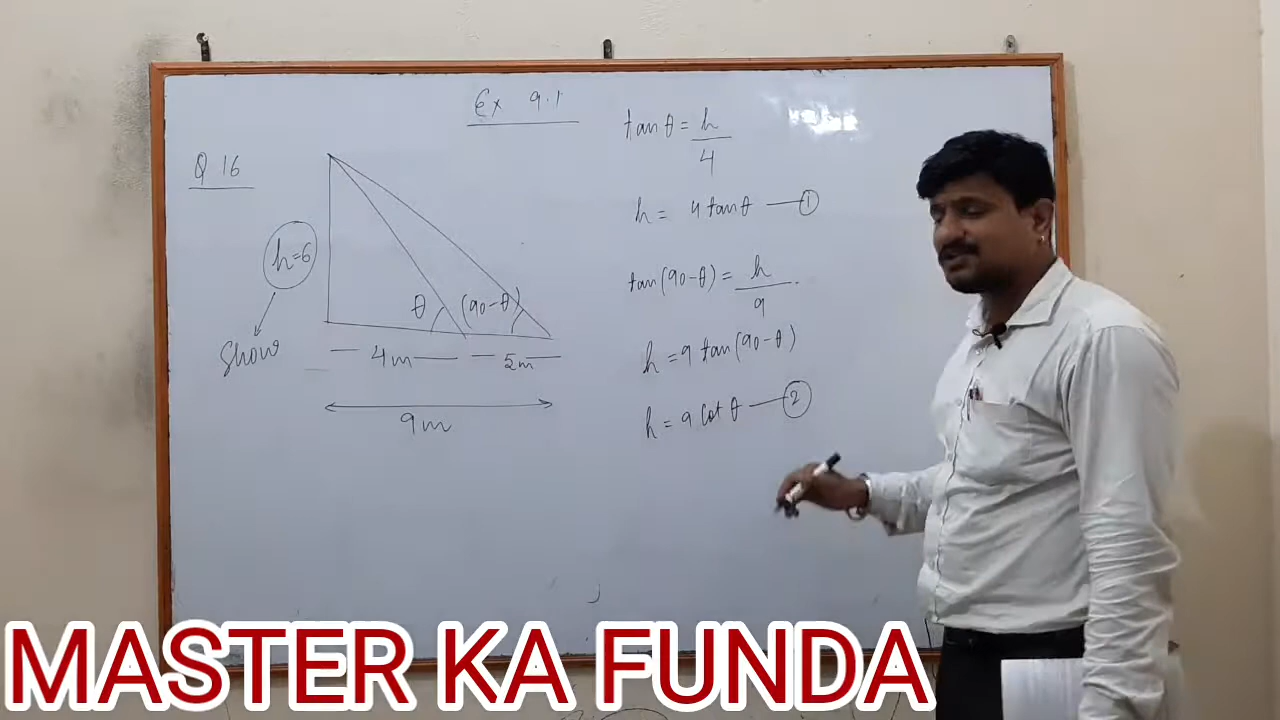 Ex 9.1
Q 16
h=6
Show
θ
(90-θ)
4m
5m
9m
tan θ = h/4
h = 4 tanθ — 1
tan(90-θ) = h/9
h = 9 tan(90-θ)
h = 9 cot θ — 2
MASTER KA FUNDA